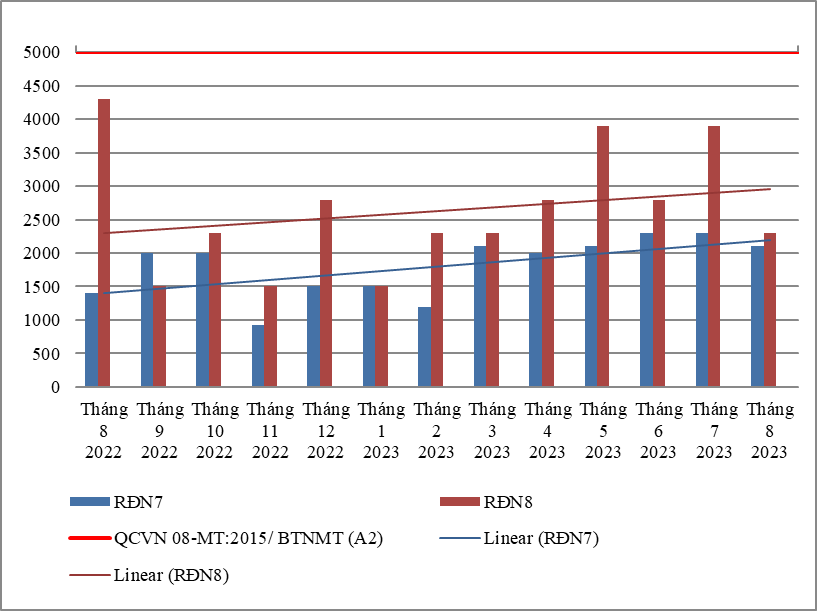 5000
4500
4000
3500
3000
2500
2000
1500
1000
500
0
Tháng 8 2022
Tháng 9 2022
Tháng 10 2022
Tháng 11 2022
Tháng 12 2022
Tháng 1 2023
Tháng 2 2023
Tháng 3 2023
Tháng 4 2023
Tháng 5 2023
Tháng 6 2023
Tháng 7 2023
Tháng 8 2023
RĐN7
RĐN8
QCVN 08-MT:2015/ BTNMT (A2)
Linear (RĐN7)
Linear (RĐN8)